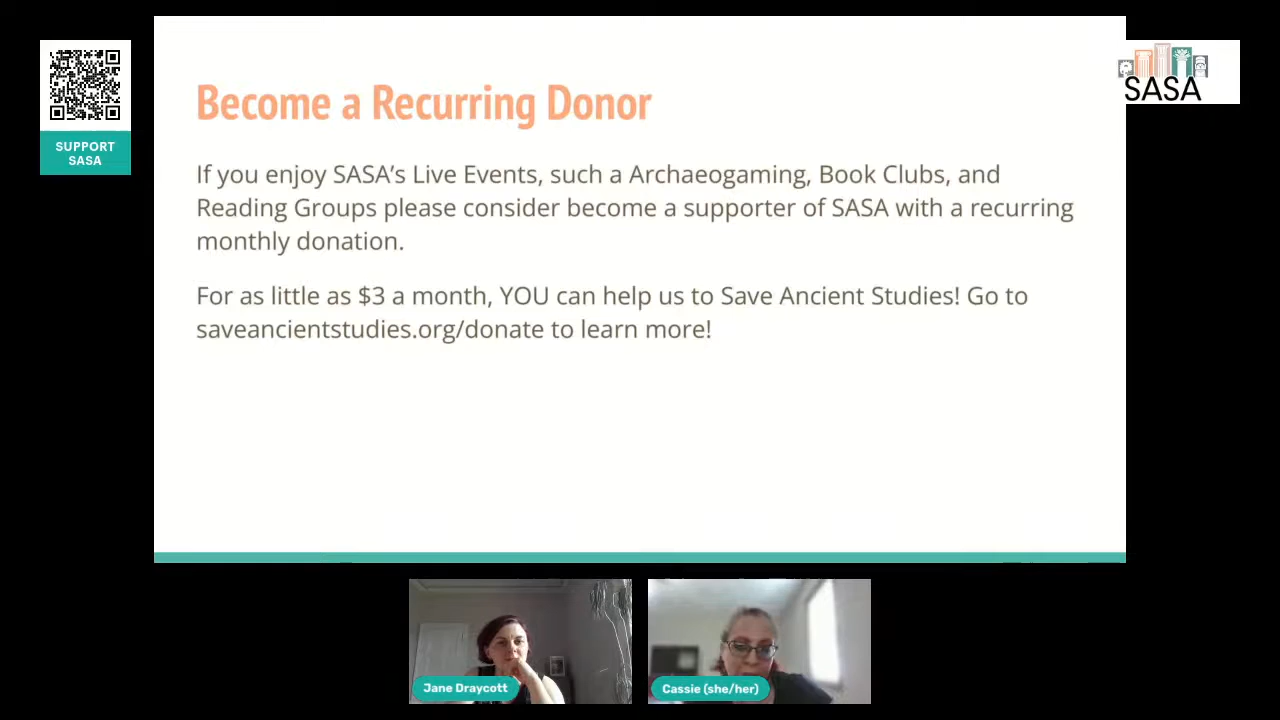 SUPPORT
SASA
SASA
Become a Recurring Donor
If you enjoy SASA’s Live Events, such a Archaeogaming, Book Clubs, and
Reading Groups please consider become a supporter of SASA with a recurring
monthly donation.
For as little as $3 a month, YOU can help us to Save Ancient Studies! Go to
saveancientstudies.org/donate to learn more!
Jane Draycott
Cassie (she/her)